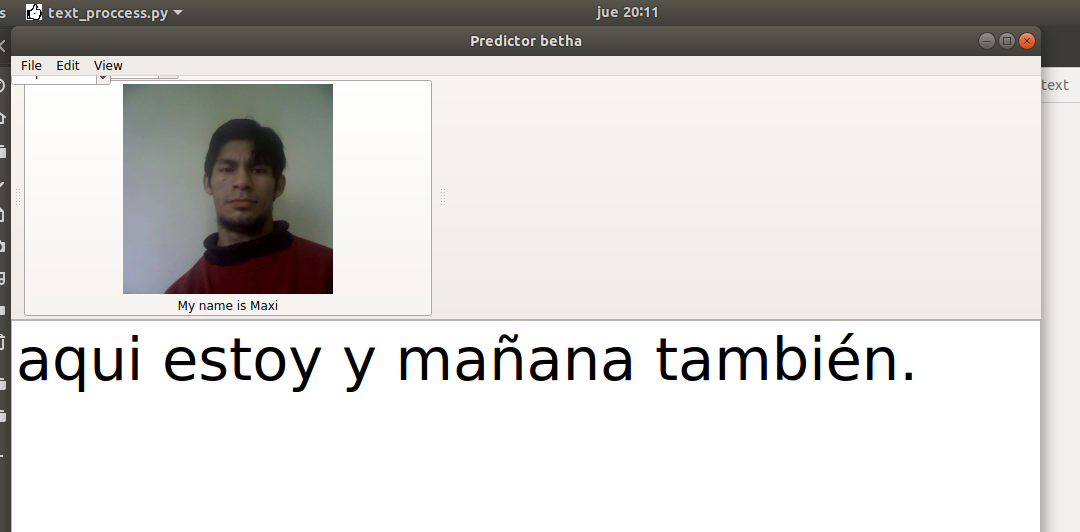 text_proccess.py
jue 20:11
Predictor betha
File Edit View
text
My name is Maxi
aqui estoy y mañana también.